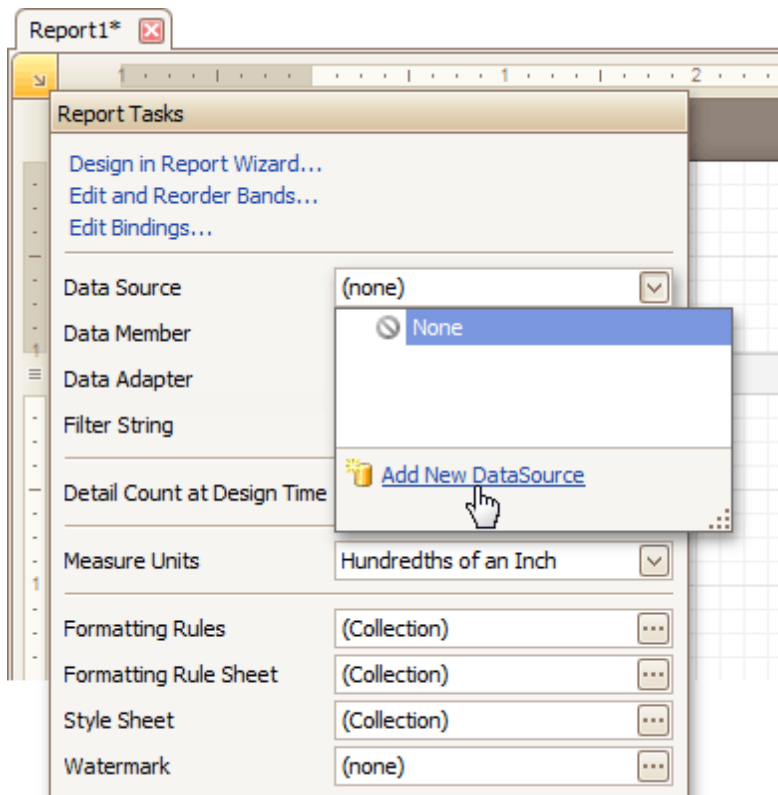 Report1*
1 1 2
Report Tasks
Design in Report Wizard...
Edit and Reorder Bands...
Edit Bindings...
Data Source (none)
None
Data Member
Data Adapter
Filter String
Add New DataSource
Detail Count at Design Time
Measure Units Hundredths of an Inch
Formatting Rules (Collection)
Formatting Rule Sheet (Collection)
Style Sheet (Collection)
Watermark (none)
1
1